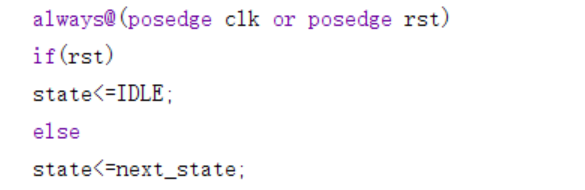 always@(posedge clk or posedge rst)
if(rst)
state<=IDLE;
else
state<=next_state;